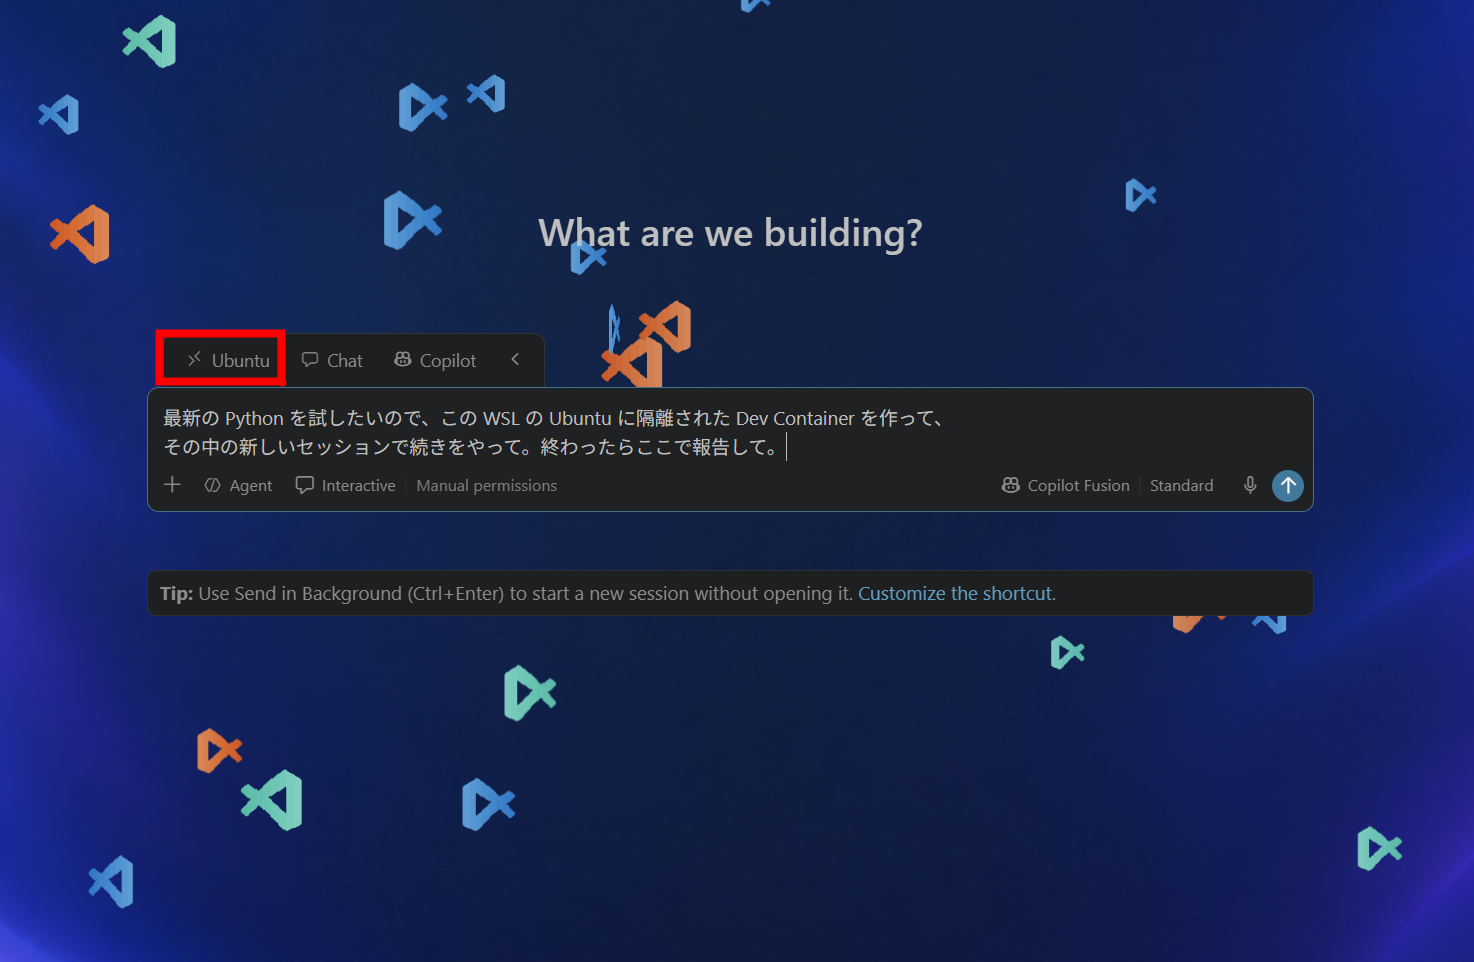 What are we building?
Ubuntu Chat Copilot
最新の Python を試したいので、この WSL の Ubuntu に隔離された Dev Container を作って、
その中の新しいセッションで続きをやって。終わったらここで報告して。
Agent Interactive Manual permissions Copilot Fusion Standard
Tip: Use Send in Background (Ctrl+Enter) to start a new session without opening it. Customize the shortcut.